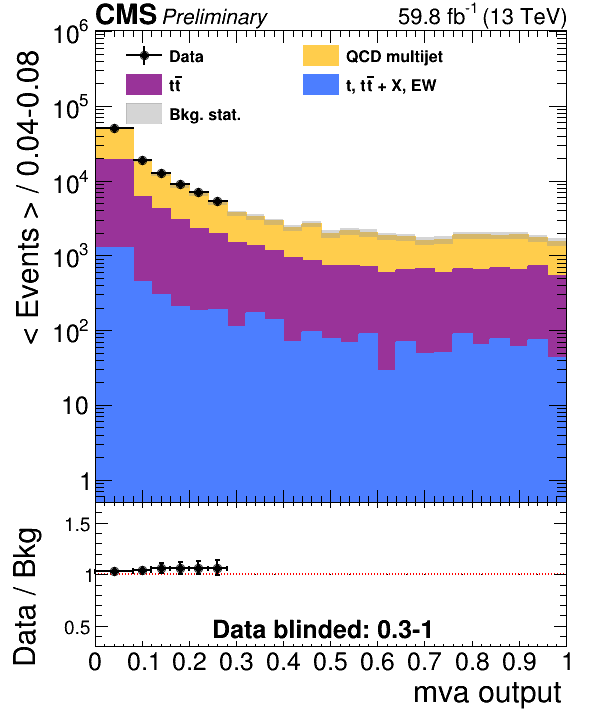 CMS Preliminary 59.8 fb⁻¹ (13 TeV)
< Events > / 0.04-0.08
10⁶
10⁵
10⁴
10³
10²
10
1
Data
QCD multijet
tt̅
t, tt̅ + X, EW
Bkg. stat.
Data / Bkg
1.5
1
0.5
Data blinded: 0.3-1
0 0.1 0.2 0.3 0.4 0.5 0.6 0.7 0.8 0.9 1
mva output